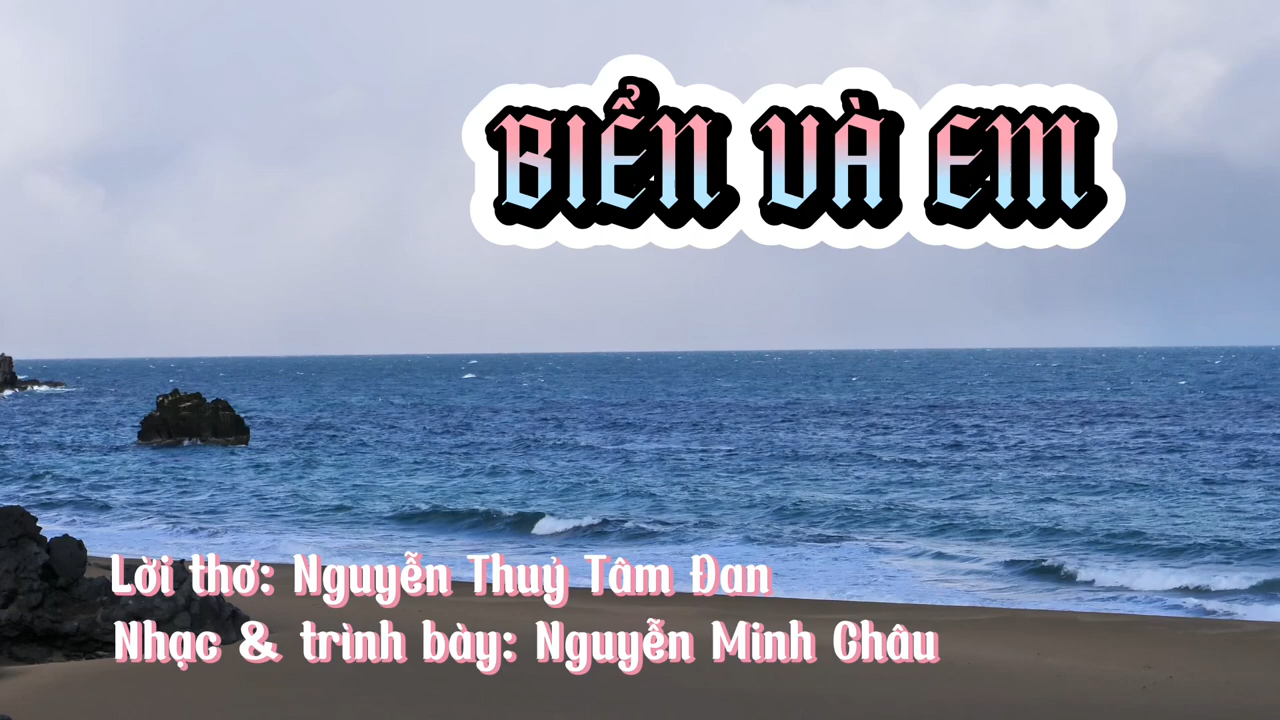 BIỂN VÀ EM
Lời thơ: Nguyễn Thuỷ Tâm Đan
Nhạc & trình bày: Nguyễn Minh Châu